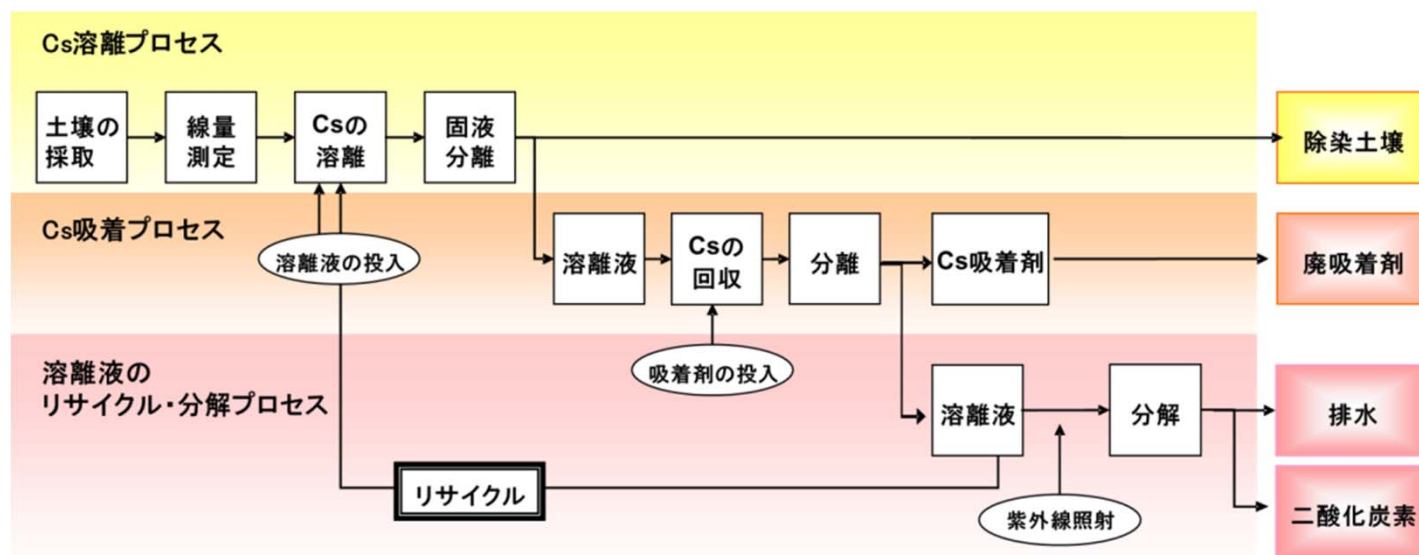 Cs溶離プロセス
土壌の
採取
線量
測定
Csの
溶離
固液
分離
除染土壌
Cs吸着プロセス
溶離液の投入
溶離液
Csの
回収
分離
Cs吸着剤
廃吸着剤
吸着剤の投入
溶離液の
リサイクル・分解プロセス
溶離液
分解
排水
リサイクル
紫外線照射
二酸化炭素